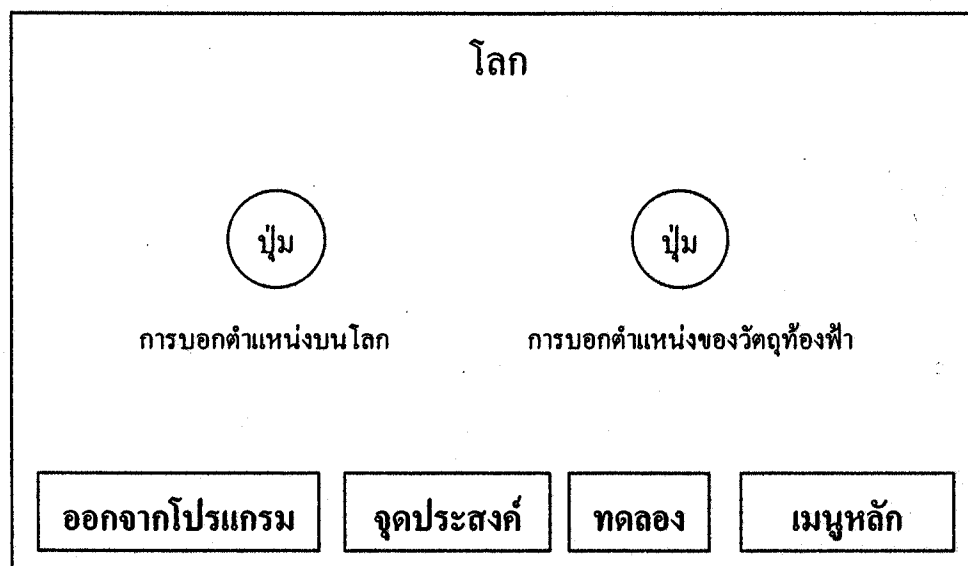 โลก
ปุ่ม ปุ่ม
การบอกตำแหน่งบนโลก การบอกตำแหน่งของวัตถุท้องฟ้า
ออกจากโปรแกรม จุดประสงค์ ทดลอง เมนูหลัก